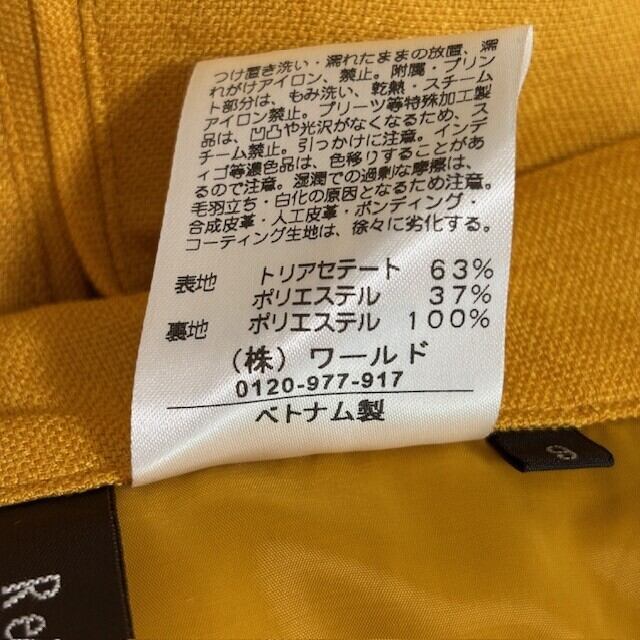 つけ置き洗い・濡れたままの放置、濡
れがけアイロン、禁止。附属・プリン
ト部分は、もみ洗い、乾熱・スチーム
アイロン禁止。プリーツ等特殊加工製
品は、凹凸や光沢がなくなるため、ス
チーム禁止。引っかけに注意。インデ
ィゴ等濃色品は、色移りすることがあ
るので注意。湿潤での過剰な摩擦は、
毛羽立ち・白化の原因となるため注意。
合成皮革・人工皮革・ボンディング・
コーティング生地は、徐々に劣化する。
表地 トリアセテート 63%
ポリエステル 37%
裏地 ポリエステル 100%
(株) ワールド
0120-977-917
ベトナム製
9
Re